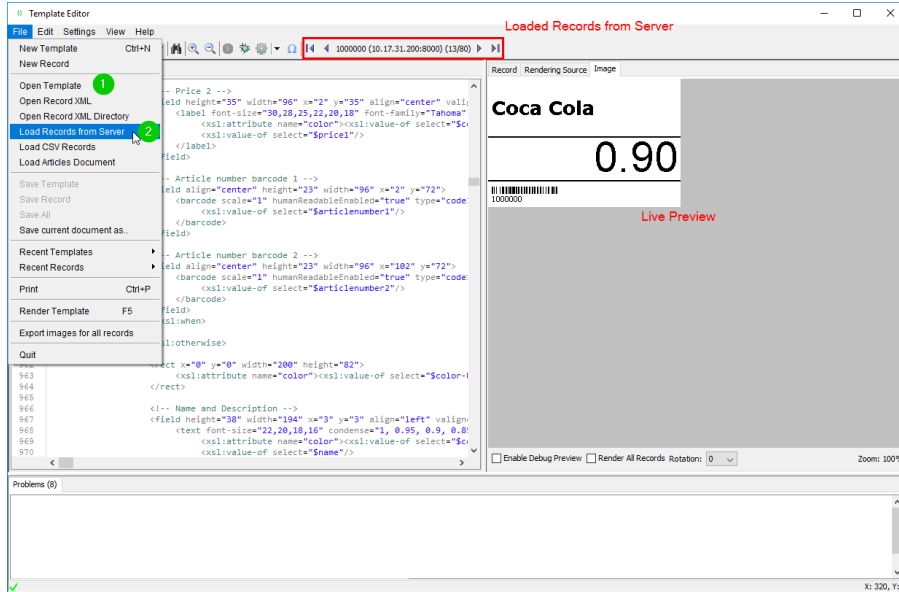 Template Editor
File Edit Settings View Help
Loaded Records from Server
1000000 (10.17.31.200:8000) (13/80)
New Template Ctrl+N
New Record
Open Template 1
Open Record XML
Open Record XML Directory
Load Records from Server 2
Load CSV Records
Load Articles Document
Save Template
Save Record
Save All
Save current document as..
Recent Templates
Recent Records
Print Ctrl+P
Render Template F5
Export images for all records
Quit
-- Price 2 -->
ield height="35" width="96" x="2" y="35" align="center" vali
<label font-size="30,28,25,22,20,18" font-family="Tahoma"
<xsl:attribute name="color"><xsl:value-of select="$c
<xsl:value-of select="$price1"/>
</label>
field>
-- Article number barcode 1 -->
ield align="center" height="23" width="96" x="2" y="72">
<barcode scale="1" humanReadableEnabled="true" type="code
<xsl:value-of select="$articlenumber1"/>
</barcode>
field>
-- Article number barcode 2 -->
ield align="center" height="23" width="96" x="102" y="72">
<barcode scale="1" humanReadableEnabled="true" type="code
<xsl:value-of select="$articlenumber2"/>
</barcode>
field>
sl:when>
sl:otherwise>
rect x="0" y="0" width="200" height="82">
963 <xsl:attribute name="color"><xsl:value-of select="$color-
964 </rect>
965
966 <!-- Name and Description -->
967 <field height="38" width="194" x="3" y="3" align="left" valign
968 <text font-size="22,20,18,16" condense="1, 0.95, 0.9, 0.8
969 <xsl:attribute name="color"><xsl:value-of select="$c
970 <xsl:value-of select="$name"/>
Record Rendering Source Image
Coca Cola
0.90
1000000
Live Preview
Enable Debug Preview Render All Records Rotation: 0 Zoom: 100%
Problems (8)
X: 320, Y: